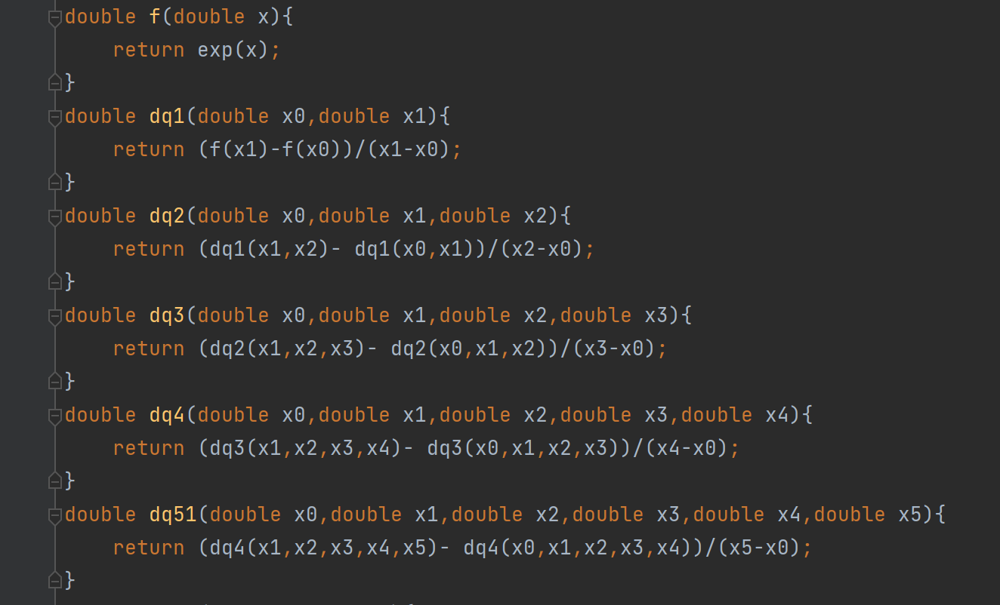 double f(double x){
    return exp(x);
}
double dq1(double x0,double x1){
    return (f(x1)-f(x0))/(x1-x0);
}
double dq2(double x0,double x1,double x2){
    return (dq1(x1,x2)- dq1(x0,x1))/(x2-x0);
}
double dq3(double x0,double x1,double x2,double x3){
    return (dq2(x1,x2,x3)- dq2(x0,x1,x2))/(x3-x0);
}
double dq4(double x0,double x1,double x2,double x3,double x4){
    return (dq3(x1,x2,x3,x4)- dq3(x0,x1,x2,x3))/(x4-x0);
}
double dq51(double x0,double x1,double x2,double x3,double x4,double x5){
    return (dq4(x1,x2,x3,x4,x5)- dq4(x0,x1,x2,x3,x4))/(x5-x0);
}